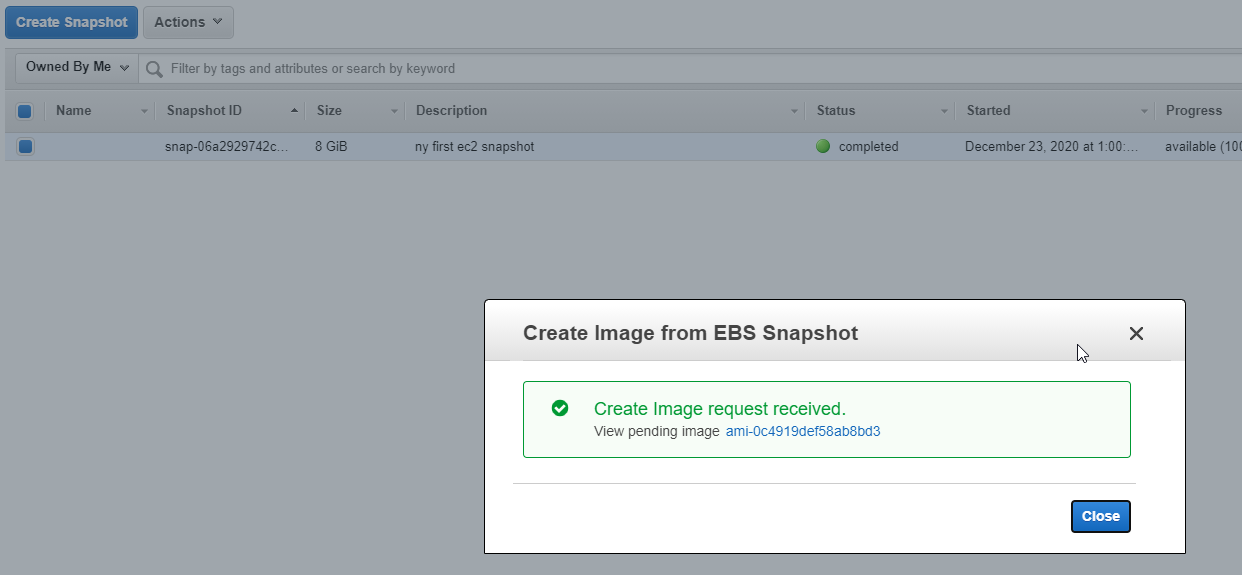 Create Snapshot Actions
Owned By Me Filter by tags and attributes or search by keyword
Name Snapshot ID Size Description Status Started Progress
snap-06a2929742c... 8 GiB ny first ec2 snapshot completed December 23, 2020 at 1:00:... available (100
Create Image from EBS Snapshot
Create Image request received.
View pending image ami-0c4919def58ab8bd3
Close